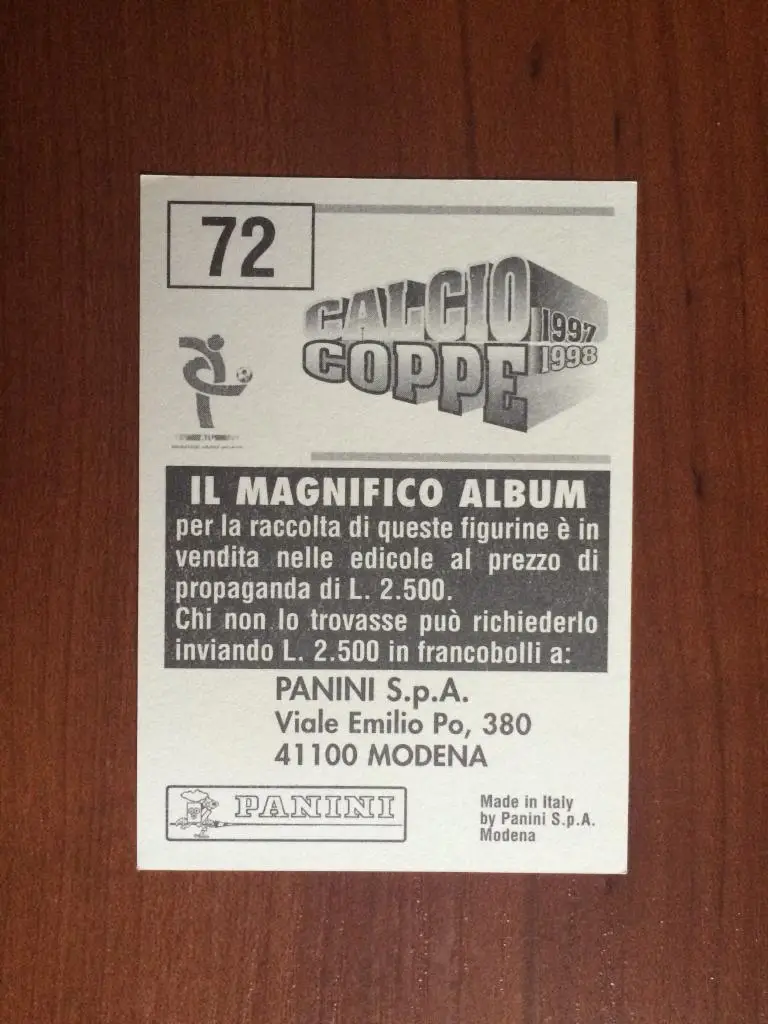 72
CALCIO 1997
COPPE 1998
IL MAGNIFICO ALBUM
per la raccolta di queste figurine è in
vendita nelle edicole al prezzo di
propaganda di L. 2.500.
Chi non lo trovasse può richiederlo
inviando L. 2.500 in francobolli a:
PANINI S.p.A.
Viale Emilio Po, 380
41100 MODENA
PANINI
Made in Italy
by Panini S.p.A.
Modena